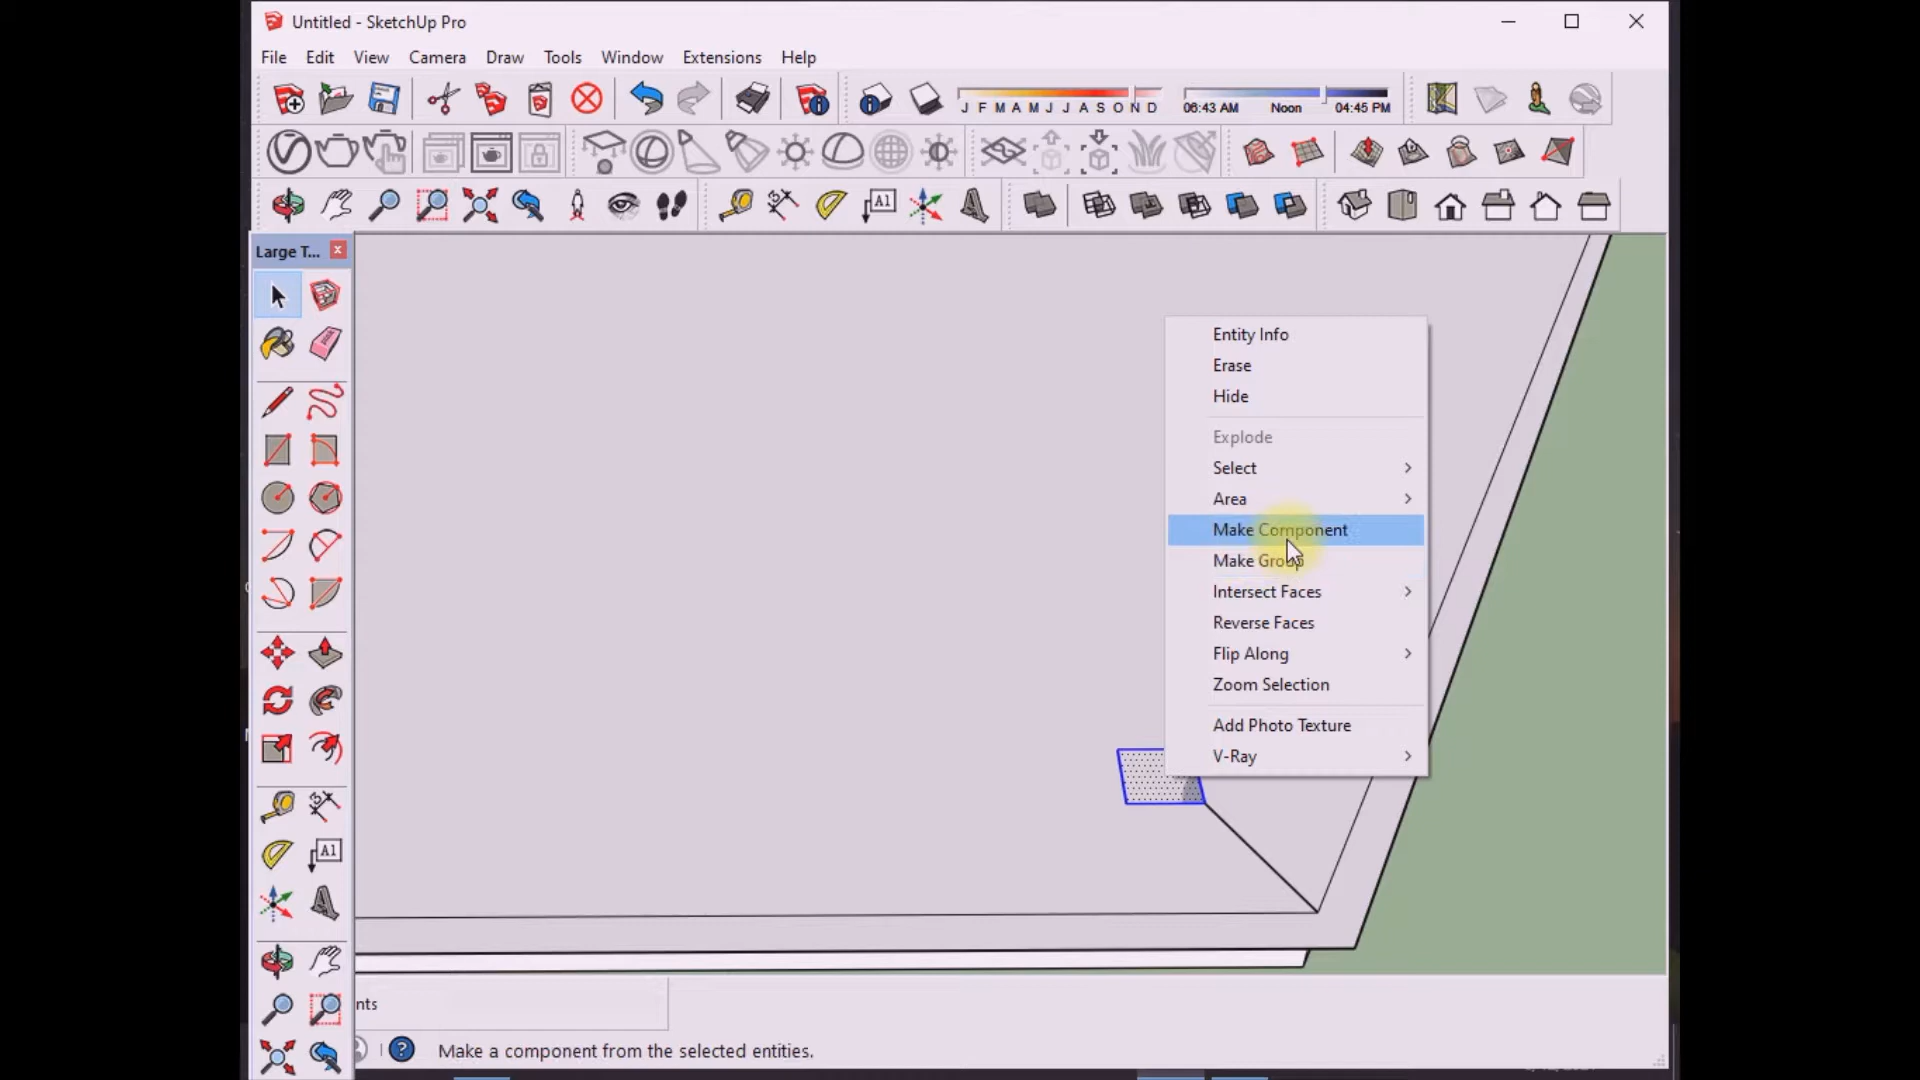 Untitled - SketchUp Pro
File Edit View Camera Draw Tools Window Extensions Help
J F M A M J J A S O N D
06:43 AM Noon 04:45 PM
A1
Large T...
Entity Info
Erase
Hide
Explode
Select
Area
Make Component
Make Group
Intersect Faces
Reverse Faces
Flip Along
Zoom Selection
Add Photo Texture
V-Ray
A1
nts
? Make a component from the selected entities.